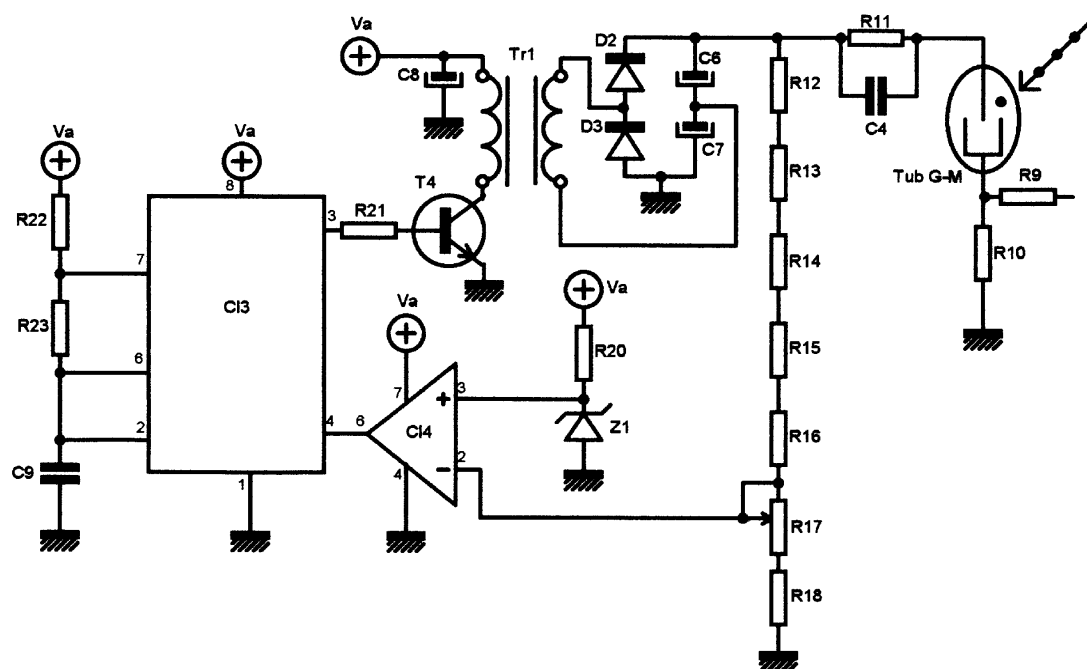 Va
Tr1
D2
C6
R11
C8
R12
D3
C7
C4
Va
Va
R13
8
T4
Tub G-M
R9
R22
3
R21
R14
R10
7
Va
Va
R23
CI3
R20
R15
6
7
3
+
2
4
6
CI4
Z1
R16
C9
4
-
2
1
R17
R18